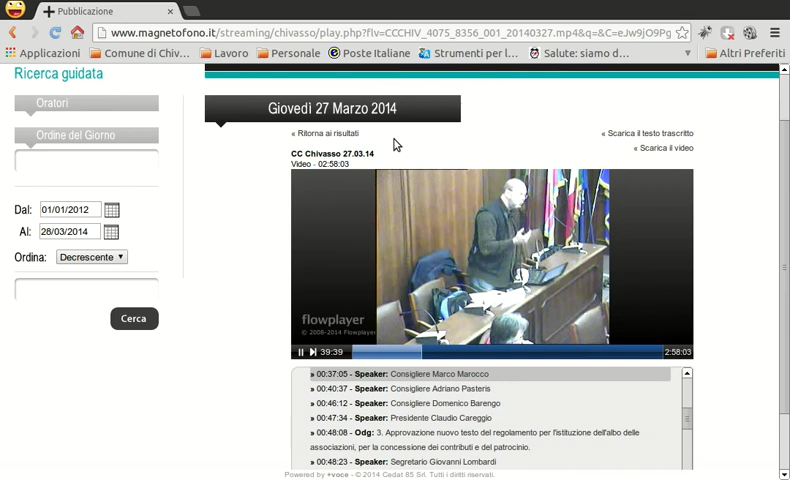 Pubblicazione
www.magnetofono.it/streaming/chivasso/play.php?flv=CCCHIV_4075_8356_001_20140327.mp4&q=&C=eJw9jO9Pg
Applicazioni Comune di Chiv... Lavoro Personale Poste Italiane Strumenti per l... Salute: siamo d... Altri Preferiti
Ricerca guidata
Oratori
Ordine del Giorno
Dal: 01/01/2012
Al: 28/03/2014
Ordina: Decrescente
Cerca
Giovedì 27 Marzo 2014
« Ritorna ai risultati
« Scarica il testo trascritto
« Scarica il video
CC Chivasso 27.03.14
Video - 02:58:03
flowplayer
© 2008-2014 Flowplayer
39:39 2:58:03
» 00:37:05 - Speaker: Consigliere Marco Marocco
» 00:40:37 - Speaker: Consigliere Adriano Pasteris
» 00:46:12 - Speaker: Consigliere Domenico Barengo
» 00:47:34 - Speaker: Presidente Claudio Careggio
» 00:48:08 - Odg: 3. Approvazione nuovo testo del regolamento per l'istituzione dell'albo delle
associazioni, per la concessione dei contributi e del patrocinio.
» 00:48:23 - Speaker: Segretario Giovanni Lombardi
Powered by +voce - © 2014 Cedat 85 Srl. Tutti i diritti riservati.